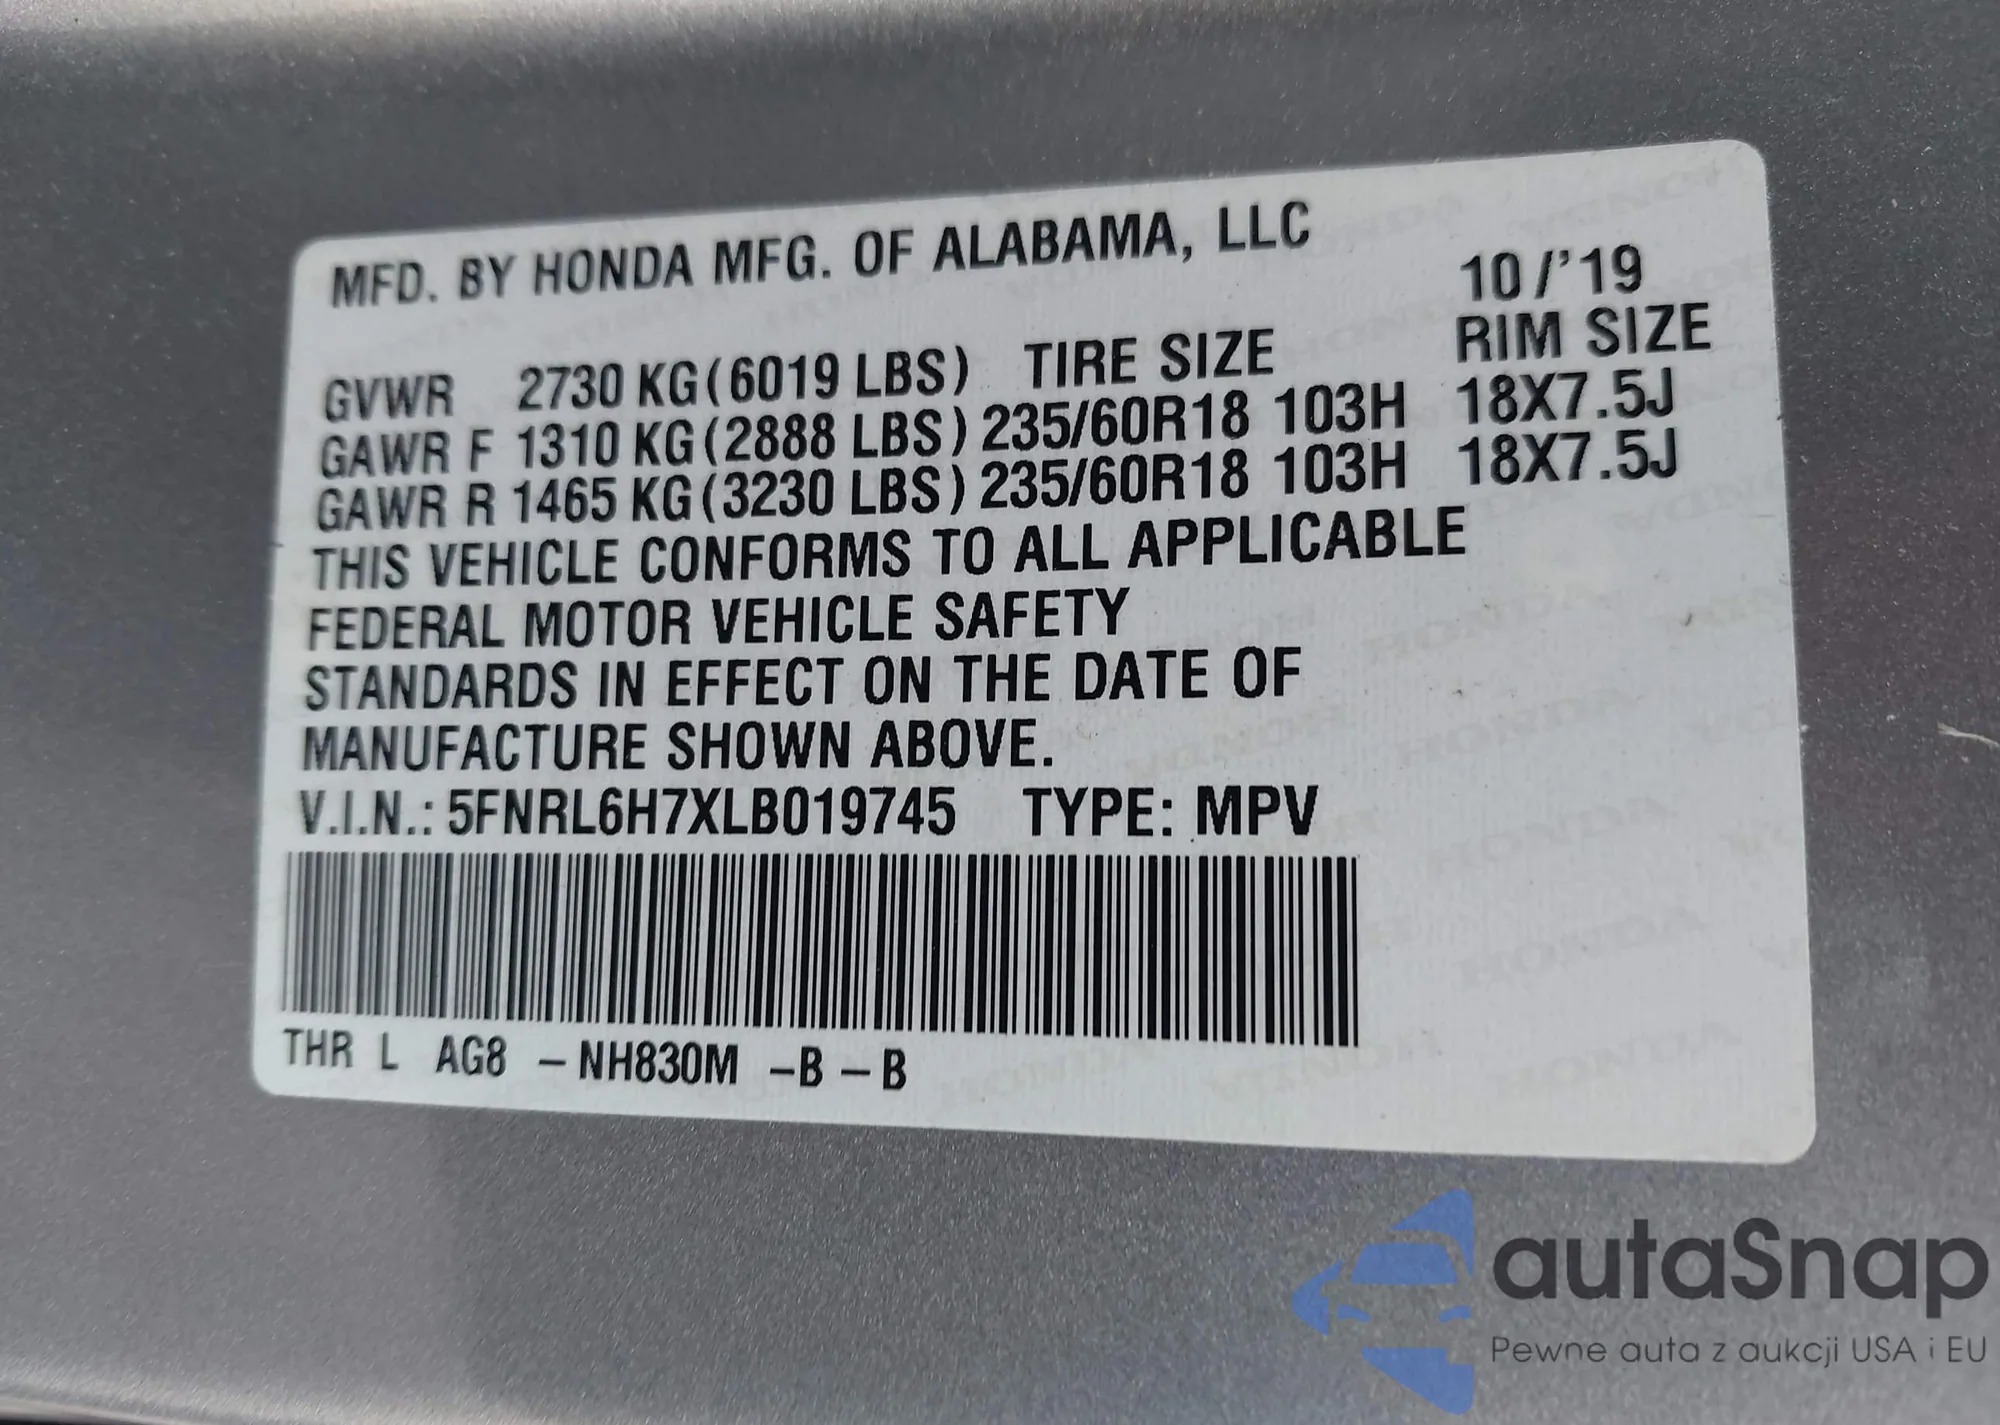 MFD. BY HONDA MFG. OF ALABAMA, LLC
10/'19
GVWR 2730 KG(6019 LBS) TIRE SIZE RIM SIZE
GAWR F 1310 KG(2888 LBS) 235/60R18 103H 18X7.5J
GAWR R 1465 KG(3230 LBS) 235/60R18 103H 18X7.5J
THIS VEHICLE CONFORMS TO ALL APPLICABLE
FEDERAL MOTOR VEHICLE SAFETY
STANDARDS IN EFFECT ON THE DATE OF
MANUFACTURE SHOWN ABOVE.
V.I.N.: 5FNRL6H7XLB019745 TYPE: MPV
THR L AG8 –NH830M –B –B
autaSnap
Pewne auta z aukcji USA i EU